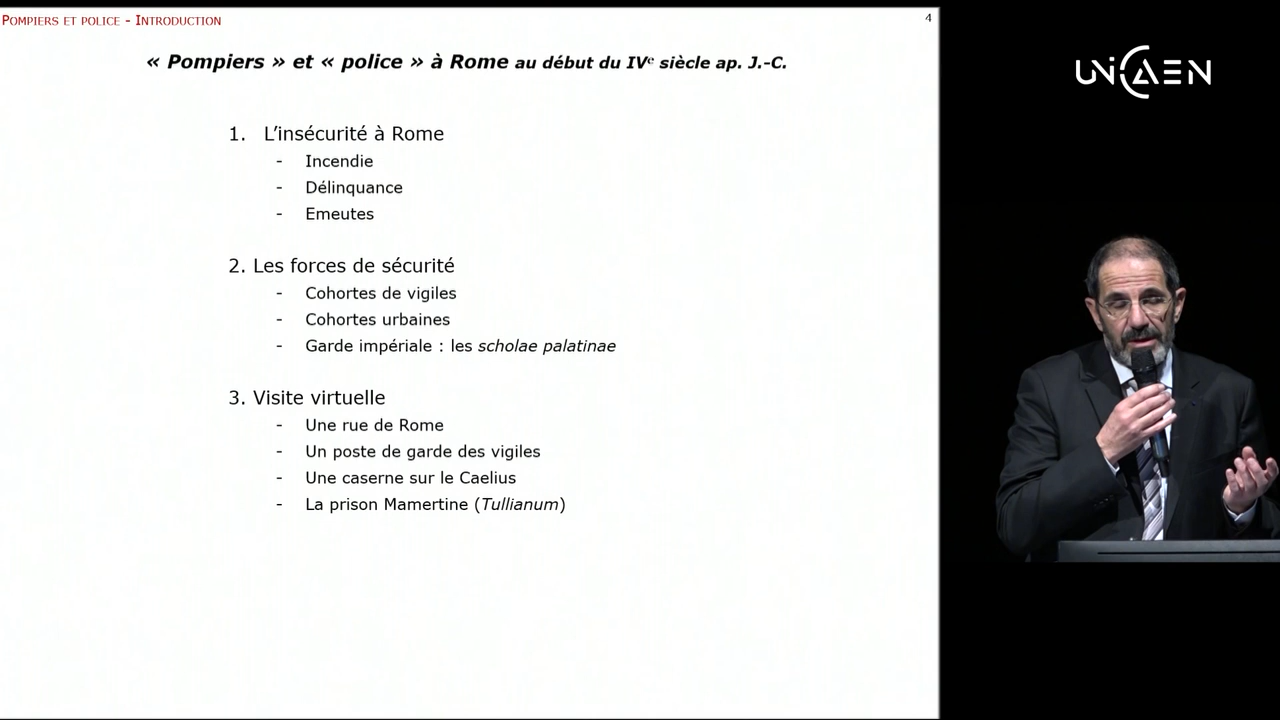 Pompiers et police - Introduction
4
« Pompiers » et « police » à Rome au début du IVe siècle ap. J.-C.
1. L'insécurité à Rome
- Incendie
- Délinquance
- Emeutes
2. Les forces de sécurité
- Cohortes de vigiles
- Cohortes urbaines
- Garde impériale : les scholae palatinae
3. Visite virtuelle
- Une rue de Rome
- Un poste de garde des vigiles
- Une caserne sur le Caelius
- La prison Mamertine (Tullianum)
UNICAEN